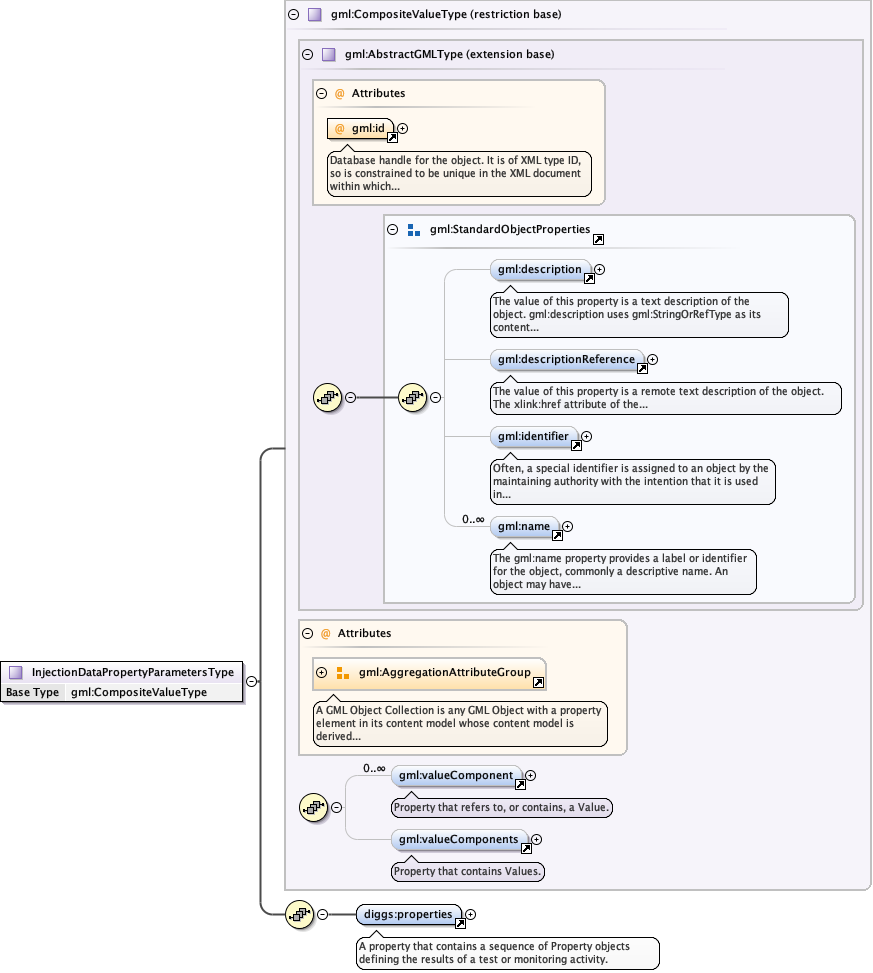 gml:CompositeValueType (restriction base)
gml:AbstractGMLType (extension base)
@ Attributes
@ gml:id
Database handle for the object. It is of XML type ID,
so is constrained to be unique in the XML document
within which...
gml:StandardObjectProperties
gml:description
The value of this property is a text description of the
object. gml:description uses gml:StringOrRefType as its
content...
gml:descriptionReference
The value of this property is a remote text description of the object.
The xlink:href attribute of the...
gml:identifier
Often, a special identifier is assigned to an object by the
maintaining authority with the intention that it is used
in...
0..∞
gml:name
The gml:name property provides a label or identifier
for the object, commonly a descriptive name. An
object may have...
@ Attributes
gml:AggregationAttributeGroup
A GML Object Collection is any GML Object with a property
element in its content model whose content model is
derived...
InjectionDataPropertyParametersType
Base Type gml:CompositeValueType
0..∞
gml:valueComponent
Property that refers to, or contains, a Value.
gml:valueComponents
Property that contains Values.
diggs:properties
A property that contains a sequence of Property objects
defining the results of a test or monitoring activity.